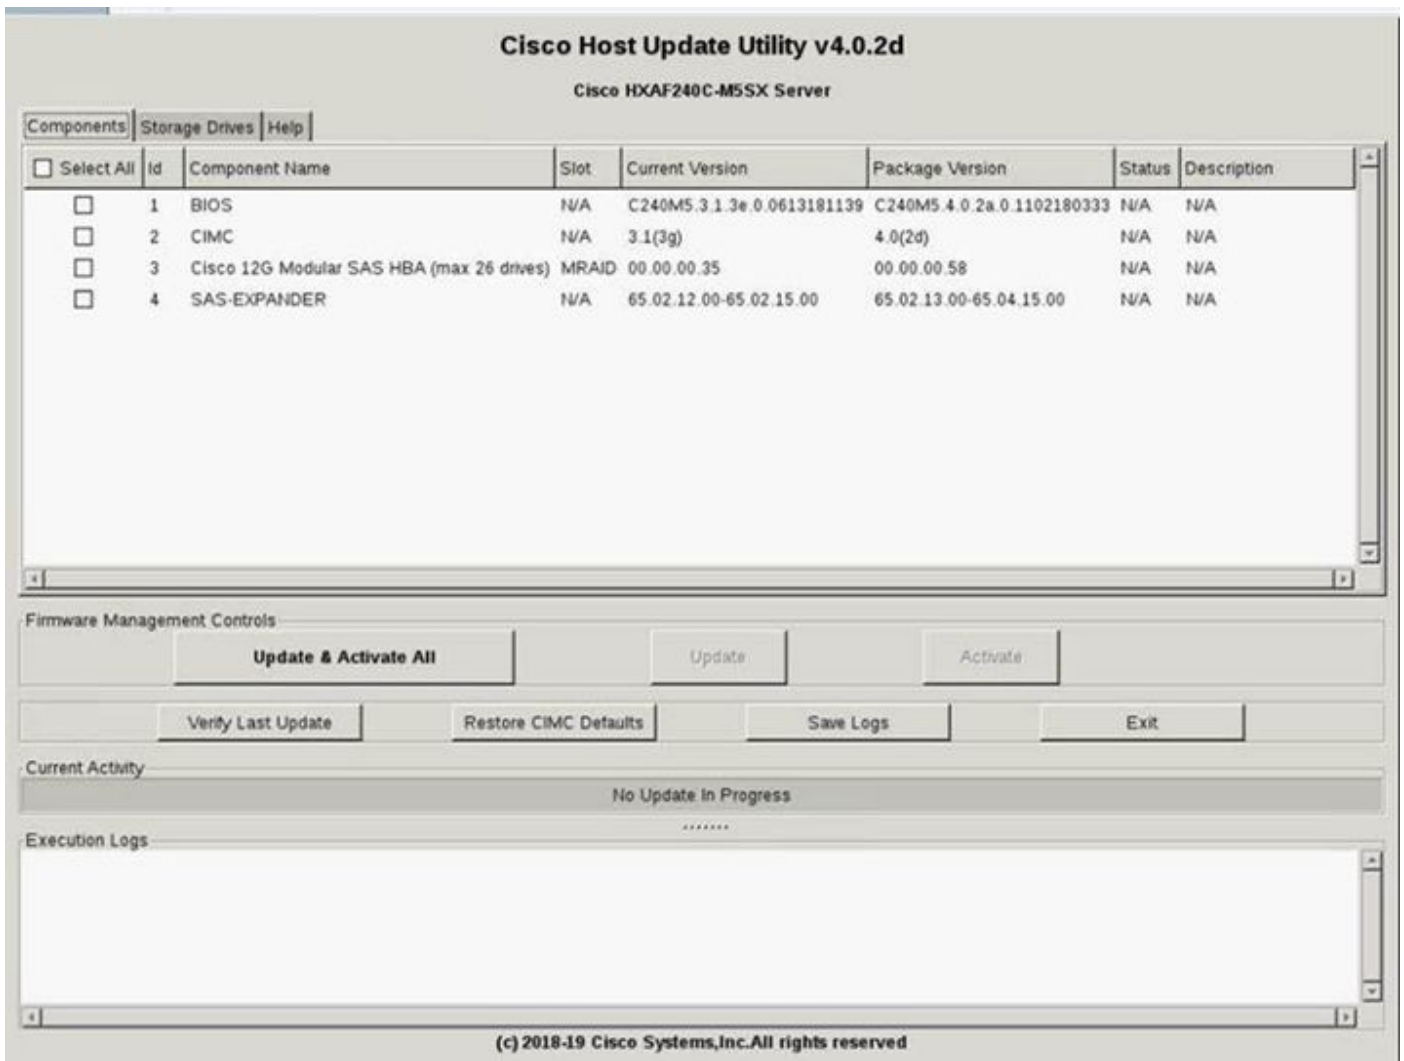 Cisco Host Update Utility v4.0.2d
Cisco HXAF240C-M5SX Server
Components Storage Drives Help
Select All Id Component Name Slot Current Version Package Version Status Description
1 BIOS N/A C240M5.3.1.3e.0.0613181139 C240M5.4.0.2a.0.1102180333 N/A N/A
2 CIMC N/A 3.1(3g) 4.0(2d) N/A N/A
3 Cisco 12G Modular SAS HBA (max 26 drives) MRAID 00.00.00.35 00.00.00.58 N/A N/A
4 SAS-EXPANDER N/A 65.02.12.00-65.02.15.00 65.02.13.00-65.04.15.00 N/A N/A
Firmware Management Controls
Update & Activate All Update Activate
Verify Last Update Restore CIMC Defaults Save Logs Exit
Current Activity
No Update In Progress
.......
Execution Logs
(c) 2018-19 Cisco Systems,Inc.All rights reserved